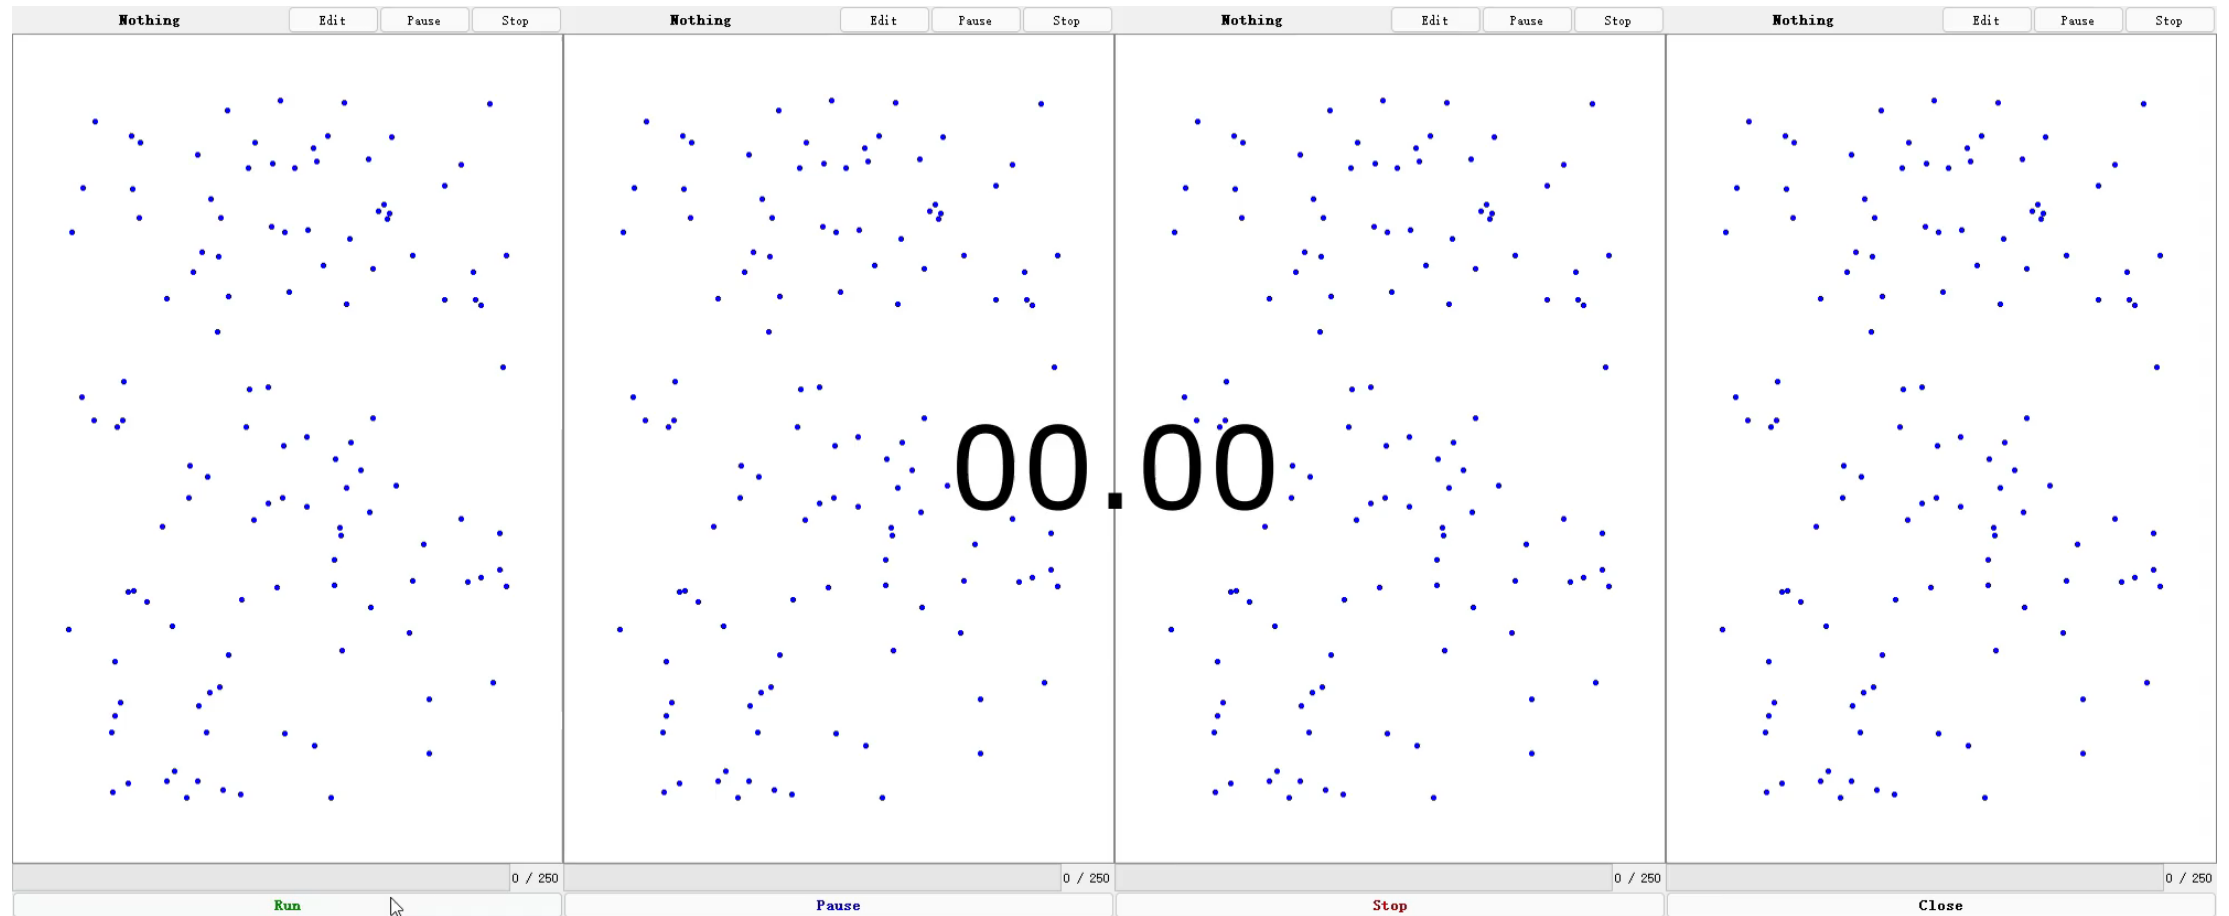 Nothing Edit Pause Stop Nothing Edit Pause Stop Nothing Edit Pause Stop Nothing Edit Pause Stop
00.00
0 / 250 0 / 250 0 / 250 0 / 250
Run Pause Stop Close